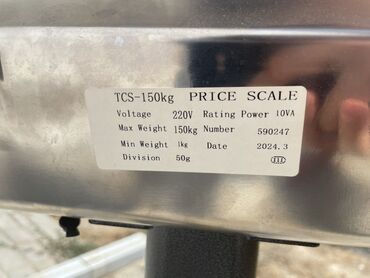 TCS-150kg PRICE SCALE
Voltage 220V Rating Power 10VA
Max Weight 150kg Number 590247
Min Weight 1kg Date 2024.3
Division 50g